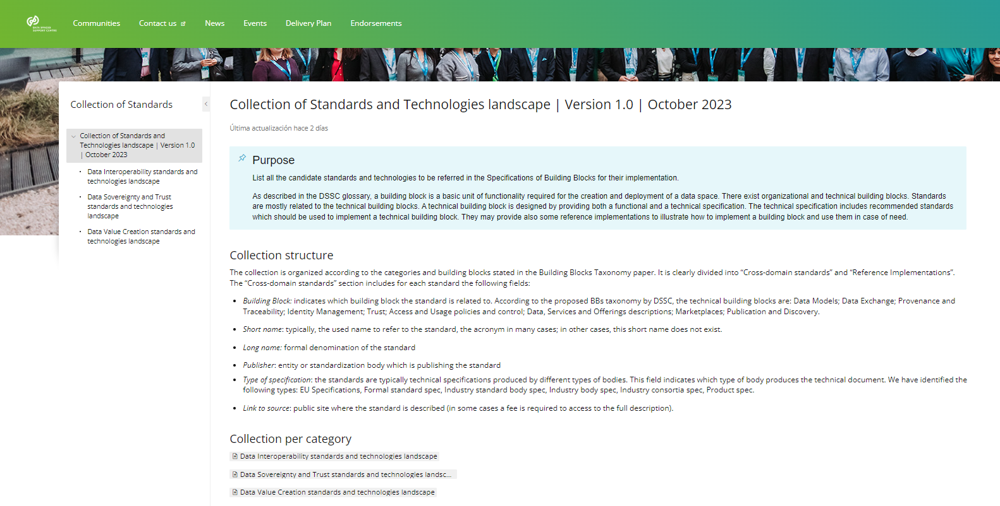 DATA SPACES
SUPPORT CENTRE
Communities
Contact us
News
Events
Delivery Plan
Endorsements
Collection of Standards
Collection of Standards and
Technologies landscape | Version 1.0
| October 2023
Data Interoperability standards and
technologies landscape
Data Sovereignty and Trust
standards and technologies
landscape
Data Value Creation standards and
technologies landscape
Collection of Standards and Technologies landscape | Version 1.0 | October 2023
Última actualización hace 2 días
Purpose
List all the candidate standards and technologies to be referred in the Specifications of Building Blocks for their implementation.
As described in the DSSC glossary, a building block is a basic unit of functionality required for the creation and deployment of a data space. There exist organizational and technical building blocks. Standards
are mostly related to the technical building blocks. A technical building block is designed by providing both a functional and a technical specification. The technical specification includes recommended standards
which should be used to implement a technical building block. They may provide also some reference implementations to illustrate how to implement a building block and use them in case of need.
Collection structure
The collection is organized according to the categories and building blocks stated in the Building Blocks Taxonomy paper. It is clearly divided into “Cross-domain standards” and “Reference Implementations”.
The “Cross-domain standards” section includes for each standard the following fields:
• Building Block: indicates which building block the standard is related to. According to the proposed BBs taxonomy by DSSC, the technical building blocks are: Data Models; Data Exchange; Provenance and
Traceability; Identity Management; Trust; Access and Usage policies and control; Data, Services and Offerings descriptions; Marketplaces; Publication and Discovery.
• Short name: typically, the used name to refer to the standard, the acronym in many cases; in other cases, this short name does not exist.
• Long name: formal denomination of the standard
• Publisher: entity or standardization body which is publishing the standard
• Type of specification: the standards are typically technical specifications produced by different types of bodies. This field indicates which type of body produces the technical document. We have identified the
following types: EU Specifications, Formal standard spec, Industry standard body spec, Industry body spec, Industry consortia spec, Product spec.
• Link to source: public site where the standard is described (in some cases a fee is required to access to the full description).
Collection per category
Data Interoperability standards and technologies landscape
Data Sovereignty and Trust standards and technologies landsc...
Data Value Creation standards and technologies landscape